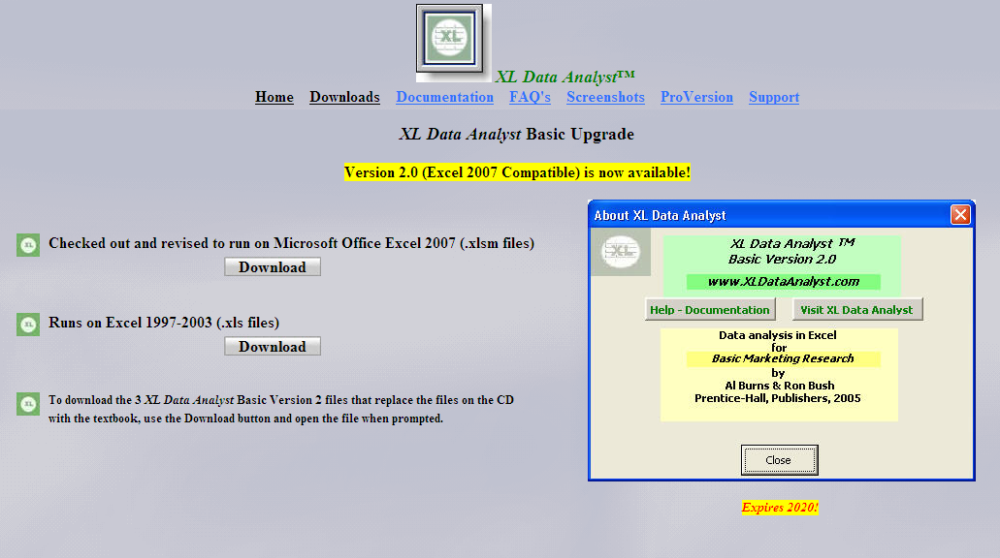 XL
XL Data Analyst™
Home Downloads Documentation FAQ's Screenshots ProVersion Support
XL Data Analyst Basic Upgrade
Version 2.0 (Excel 2007 Compatible) is now available!
XL Checked out and revised to run on Microsoft Office Excel 2007 (.xlsm files)
Download
XL Runs on Excel 1997-2003 (.xls files)
Download
XL To download the 3 XL Data Analyst Basic Version 2 files that replace the files on the CD
with the textbook, use the Download button and open the file when prompted.
About XL Data Analyst
XL
XL Data Analyst ™
Basic Version 2.0
www.XLDataAnalyst.com
Help - Documentation Visit XL Data Analyst
Data analysis in Excel
for
Basic Marketing Research
by
Al Burns & Ron Bush
Prentice-Hall, Publishers, 2005
Close
Expires 2020!